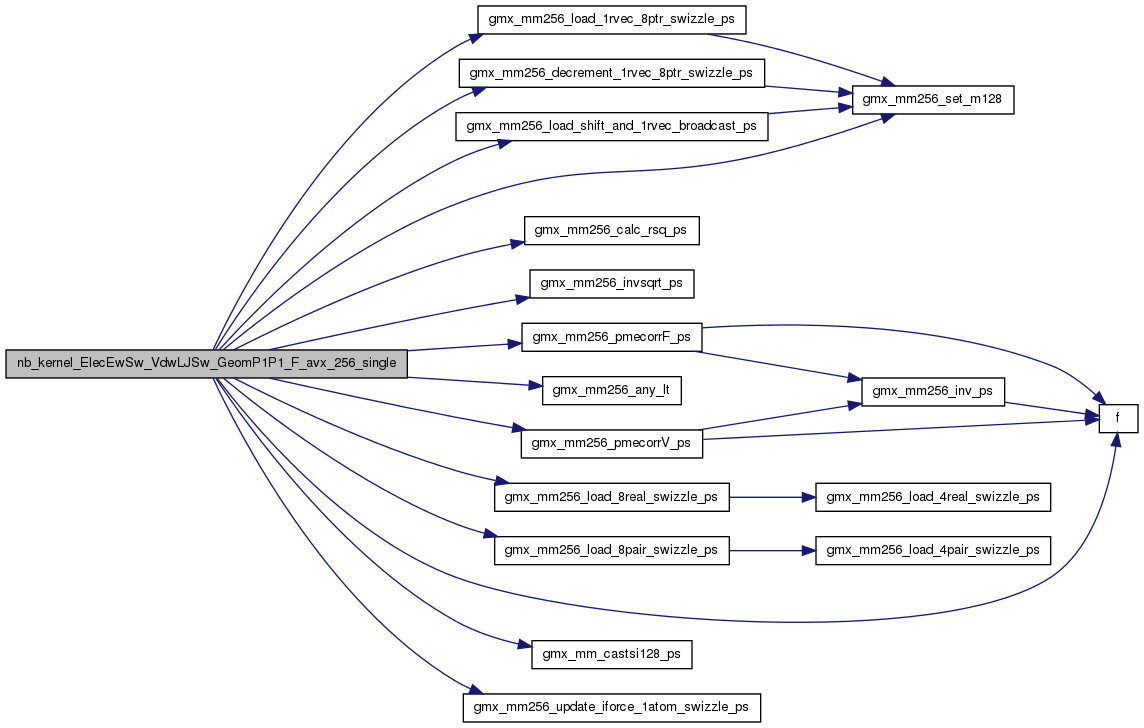 gmx_mm256_load_1rvec_8ptr_swizzle_ps
gmx_mm256_decrement_1rvec_8ptr_swizzle_ps
gmx_mm256_set_m128
gmx_mm256_load_shift_and_1rvec_broadcast_ps
gmx_mm256_calc_rsq_ps
gmx_mm256_invsqrt_ps
gmx_mm256_pmecorrF_ps
nb_kernel_ElecEwSw_VdwLJSw_GeomP1P1_F_avx_256_single
gmx_mm256_any_lt
gmx_mm256_inv_ps
f
gmx_mm256_pmecorrV_ps
gmx_mm256_load_8real_swizzle_ps
gmx_mm256_load_4real_swizzle_ps
gmx_mm256_load_8pair_swizzle_ps
gmx_mm256_load_4pair_swizzle_ps
gmx_mm_castsi128_ps
gmx_mm256_update_iforce_1atom_swizzle_ps